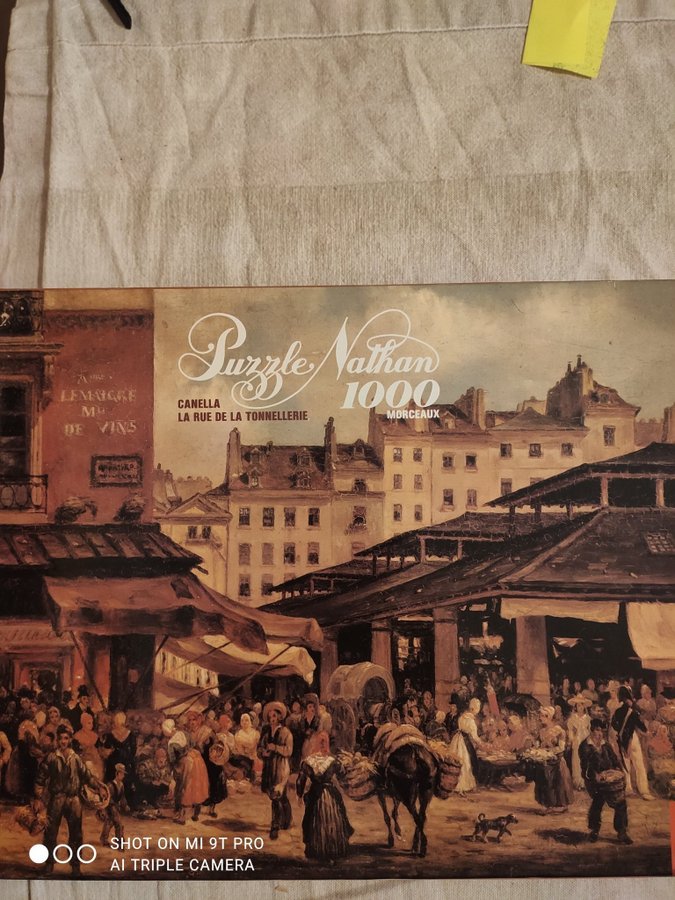 Puzzle Nathan
1000
MORCEAUX
CANELLA
LA RUE DE LA TONNELLERIE
LEMAIGRE
Md
DE VINS
SHOT ON MI 9T PRO
AI TRIPLE CAMERA